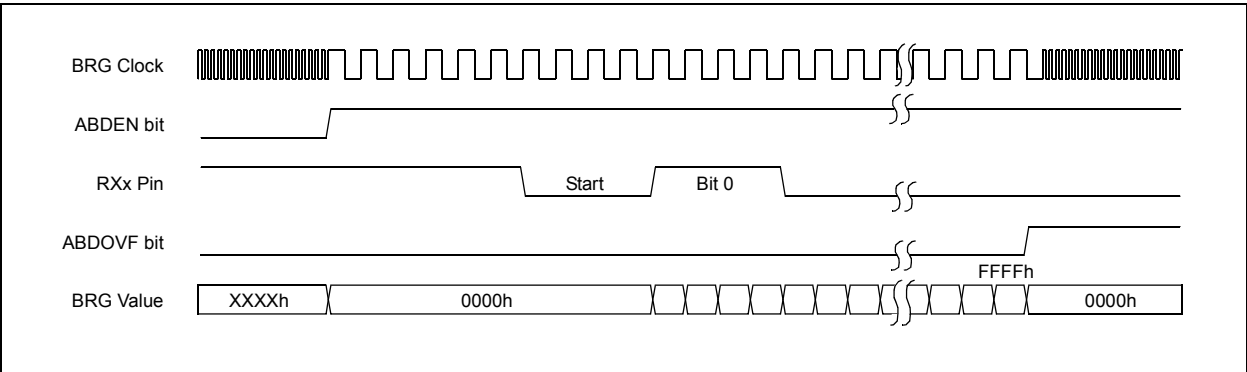 BRG Clock
ABDEN bit
RXx Pin
Start
Bit 0
ABDOVF bit
FFFFh
BRG Value
XXXXh
0000h
0000h